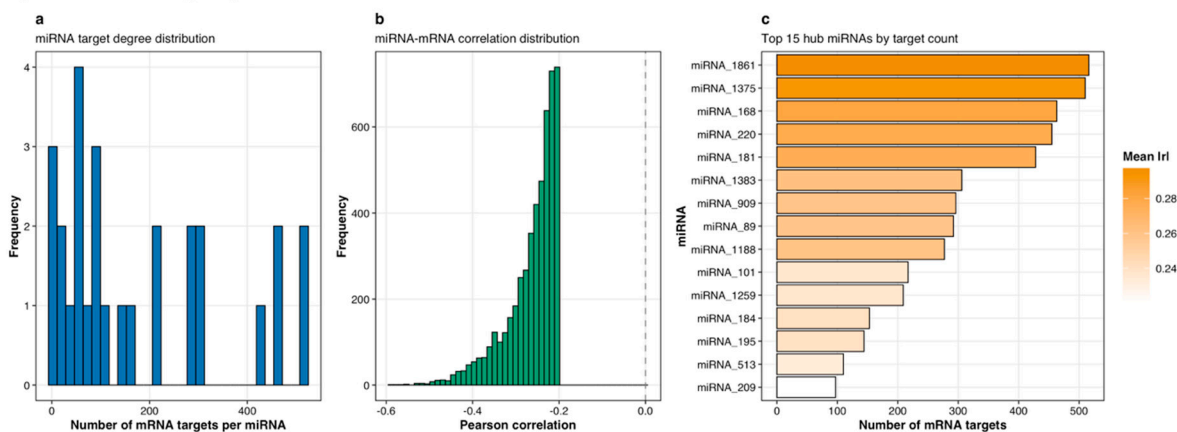 a
miRNA target degree distribution
4
3
2
1
0
Frequency
0 200 400
Number of mRNA targets per miRNA
b
miRNA-mRNA correlation distribution
600
400
200
0
Frequency
-0.6 -0.4 -0.2 0.0
Pearson correlation
c
Top 15 hub miRNAs by target count
miRNA_1861
miRNA_1375
miRNA_168
miRNA_220
miRNA_181
miRNA_1383
miRNA_909
miRNA_89
miRNA_1188
miRNA_101
miRNA_1259
miRNA_184
miRNA_195
miRNA_513
miRNA_209
miRNA
0 100 200 300 400 500
Number of mRNA targets
Mean |r|
0.28
0.26
0.24